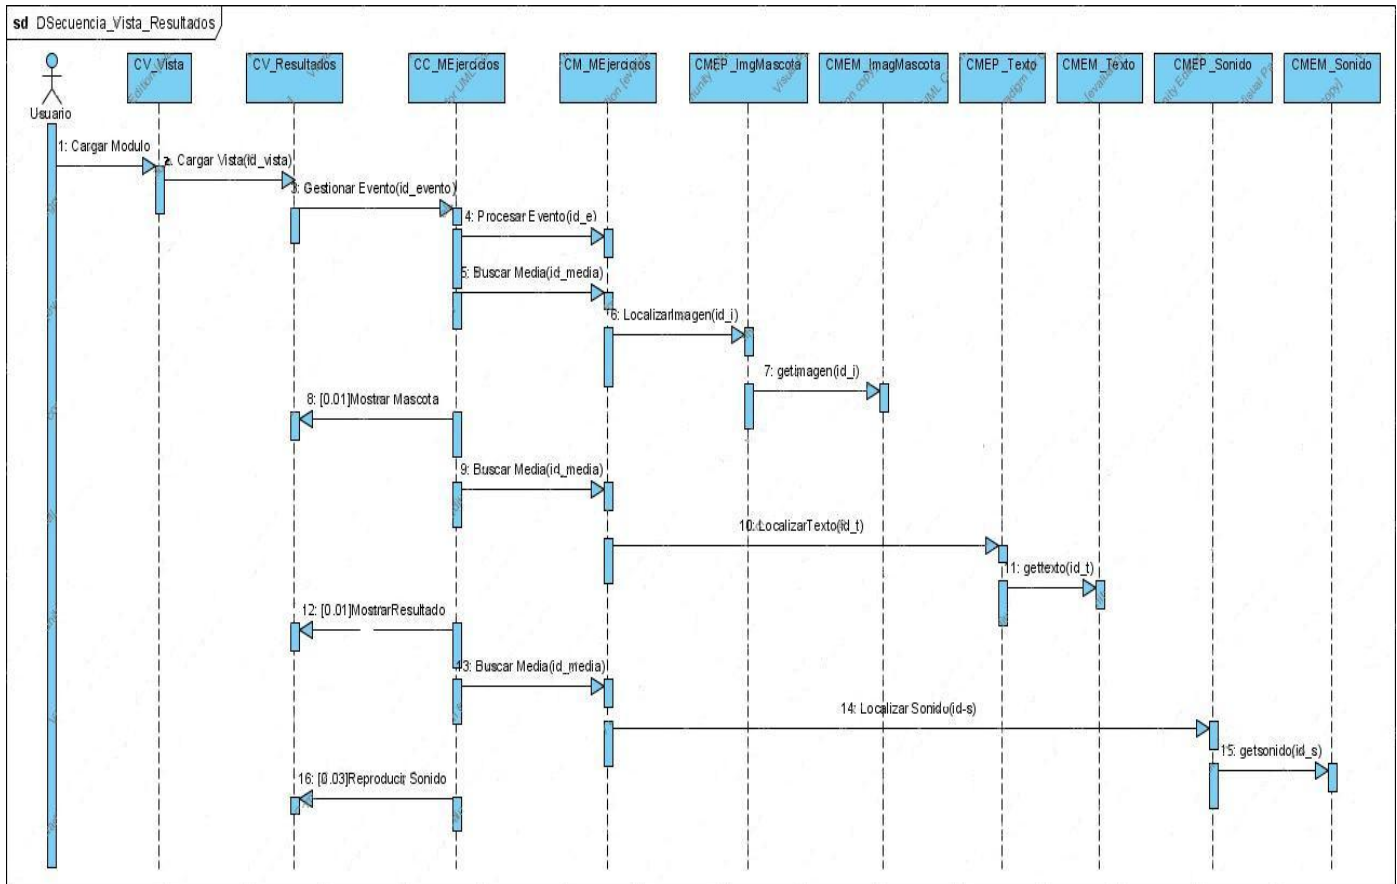 sd DSecuencia_Vista_Resultados
CV_Vista
CV_Resultados
CC_MEjercicios
CM_MEjercicios
CMEP_ImgMascota
CMEM_ImagMascota
CMEP_Texto
CMEM_Texto
CMEP_Sonido
CMEM_Sonido
Usuario
1: Cargar Modulo
2. Cargar Vista(id_vista)
3: Gestionar Evento(id_evento)
4: Procesar Evento(id_e)
5: Buscar Media(id_media)
6: LocalizarImagen(id_i)
7: getimagen(id_i)
8: [0.01]Mostrar Mascota
9: Buscar Media(id_media)
10: LocalizarTexto(id_t)
11: gettexto(id_t)
12: [0.01]MostrarResultado
13: Buscar Media(id_media)
14: Localizar Sonido(id-s)
15: getsonido(id_s)
16: [0.03]Reproducir Sonido